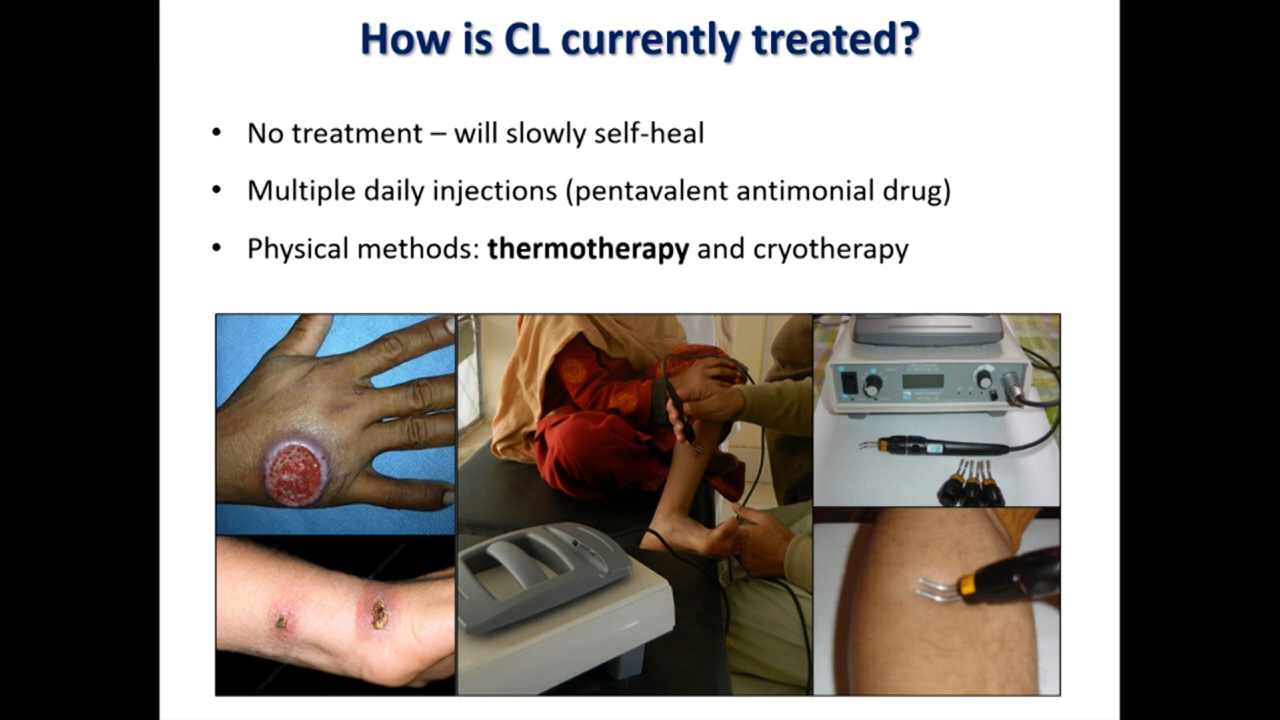 How is CL currently treated?
• No treatment – will slowly self-heal
• Multiple daily injections (pentavalent antimonial drug)
• Physical methods: thermotherapy and cryotherapy